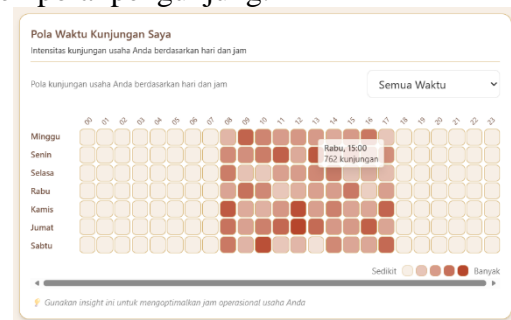 Pola Waktu Kunjungan Saya
Intensitas kunjungan usaha Anda berdasarkan hari dan jam
Pola kunjungan usaha Anda berdasarkan hari dan jam
Semua Waktu
00 01 02 03 04 05 06 07 08 09 10 11 12 13 14 15 16 17 18 19 20 21 22 23
Minggu
Senin
Rabu, 15:00
762 kunjungan
Selasa
Rabu
Kamis
Jumat
Sabtu
Sedikit Banyak
Gunakan insight ini untuk mengoptimalkan jam operasional usaha Anda